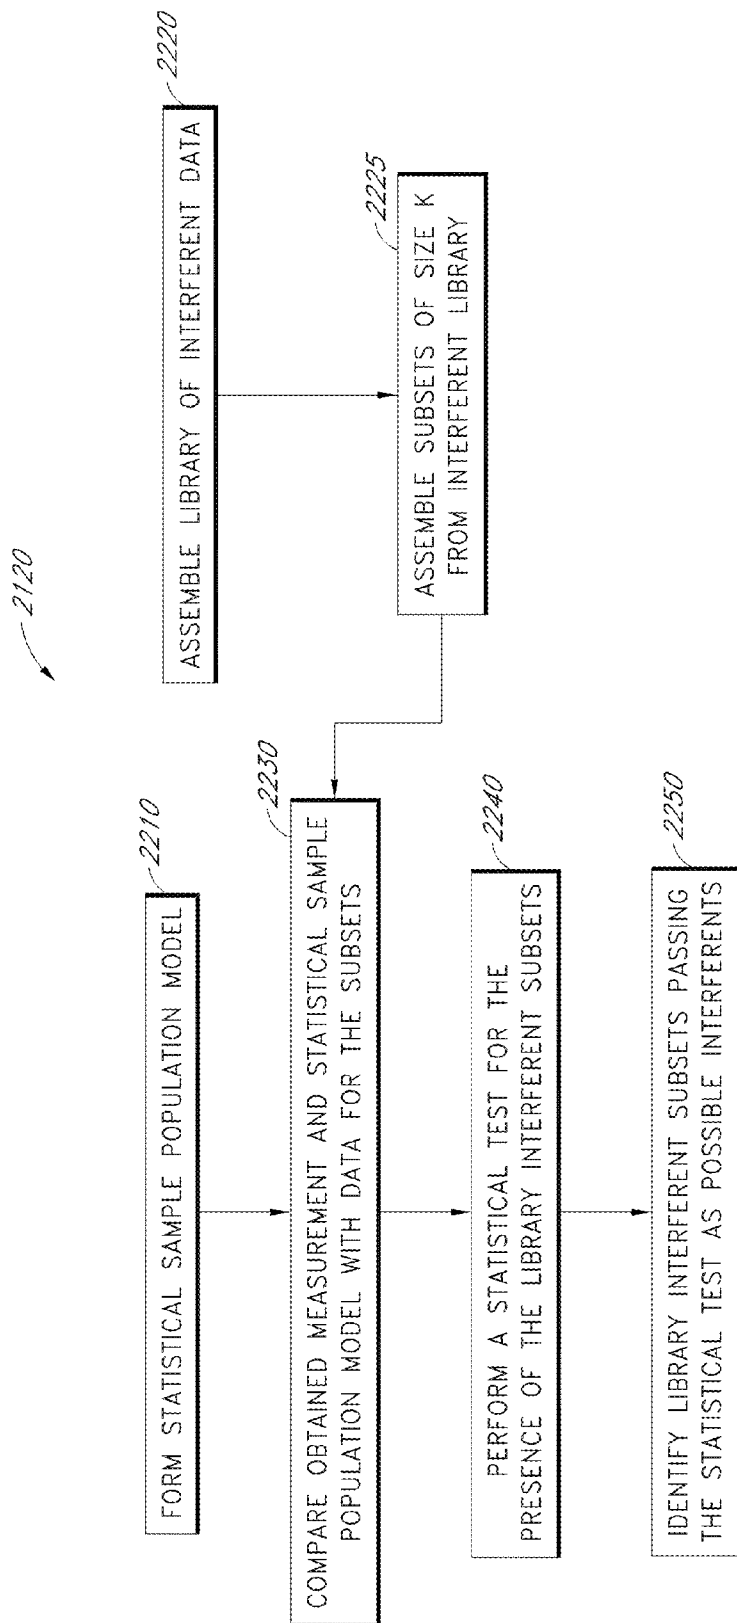 2120
2210
FORM STATISTICAL SAMPLE POPULATION MODEL
2220
ASSEMBLE LIBRARY OF INTERFERENT DATA
2225
ASSEMBLE SUBSETS OF SIZE K
FROM INTERFERENT LIBRARY
2230
COMPARE OBTAINED MEASUREMENT AND STATISTICAL SAMPLE
POPULATION MODEL WITH DATA FOR THE SUBSETS
2240
PERFORM A STATISTICAL TEST FOR THE
PRESENCE OF THE LIBRARY INTERFERENT SUBSETS
2250
IDENTIFY LIBRARY INTERFERENT SUBSETS PASSING
THE STATISTICAL TEST AS POSSIBLE INTERFERENTS